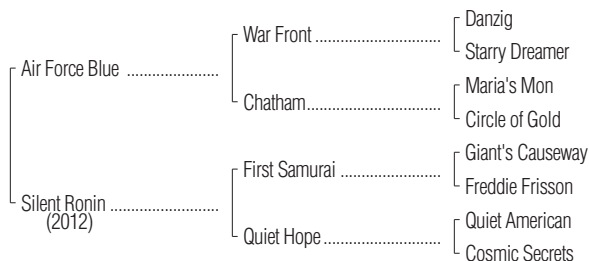 Danzig
War Front ........................................
Starry Dreamer
Air Force Blue ......................
Maria's Mon
Chatham..........................................
Circle of Gold
Giant's Causeway
First Samurai ................................
Freddie Frisson
Silent Ronin ..........................
(2012)
Quiet American
Quiet Hope.....................................
Cosmic Secrets